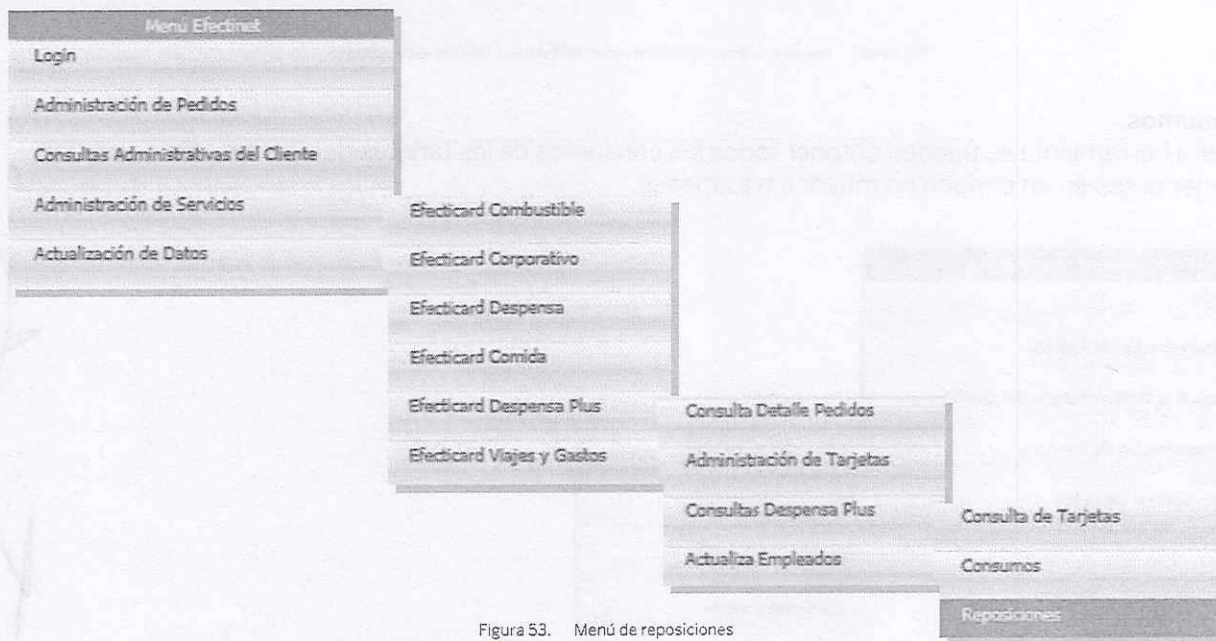 Menú Efectinet
Login
Administración de Pedidos
Consultas Administrativas del Cliente
Administración de Servicios
Actualización de Datos
Efecticard Combustible
Efecticard Corporativo
Efecticard Despensa
Efecticard Comida
Efecticard Despensa Plus
Efecticard Viajes y Gastos
Consulta Detalle Pedidos
Administración de Tarjetas
Consultas Despensa Plus
Actualiza Empleados
Consulta de Tarjetas
Consumos
Reposiciones
Figura 53. Menú de reposiciones